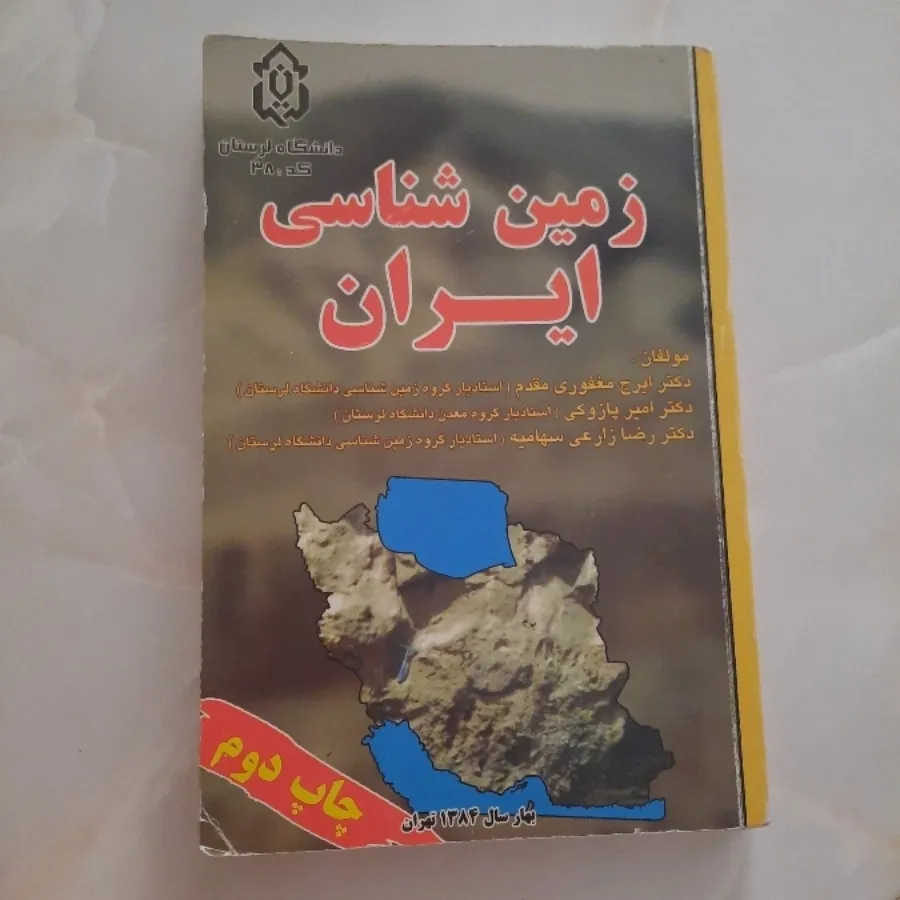 دانشگاه لرستان
کد : ۳۸
زمین شناسی
ایران
مولفان :
دکتر ایرج مغفوری مقدم ( استادیار گروه زمین شناسی دانشگاه لرستان )
دکتر امیر پازوکی ( استادیار گروه معدن دانشگاه لرستان )
دکتر رضا زارعی سهامیه ( استادیار گروه زمین شناسی دانشگاه لرستان )
چاپ دوم
بهار سال ۱۳۸۴ تهران